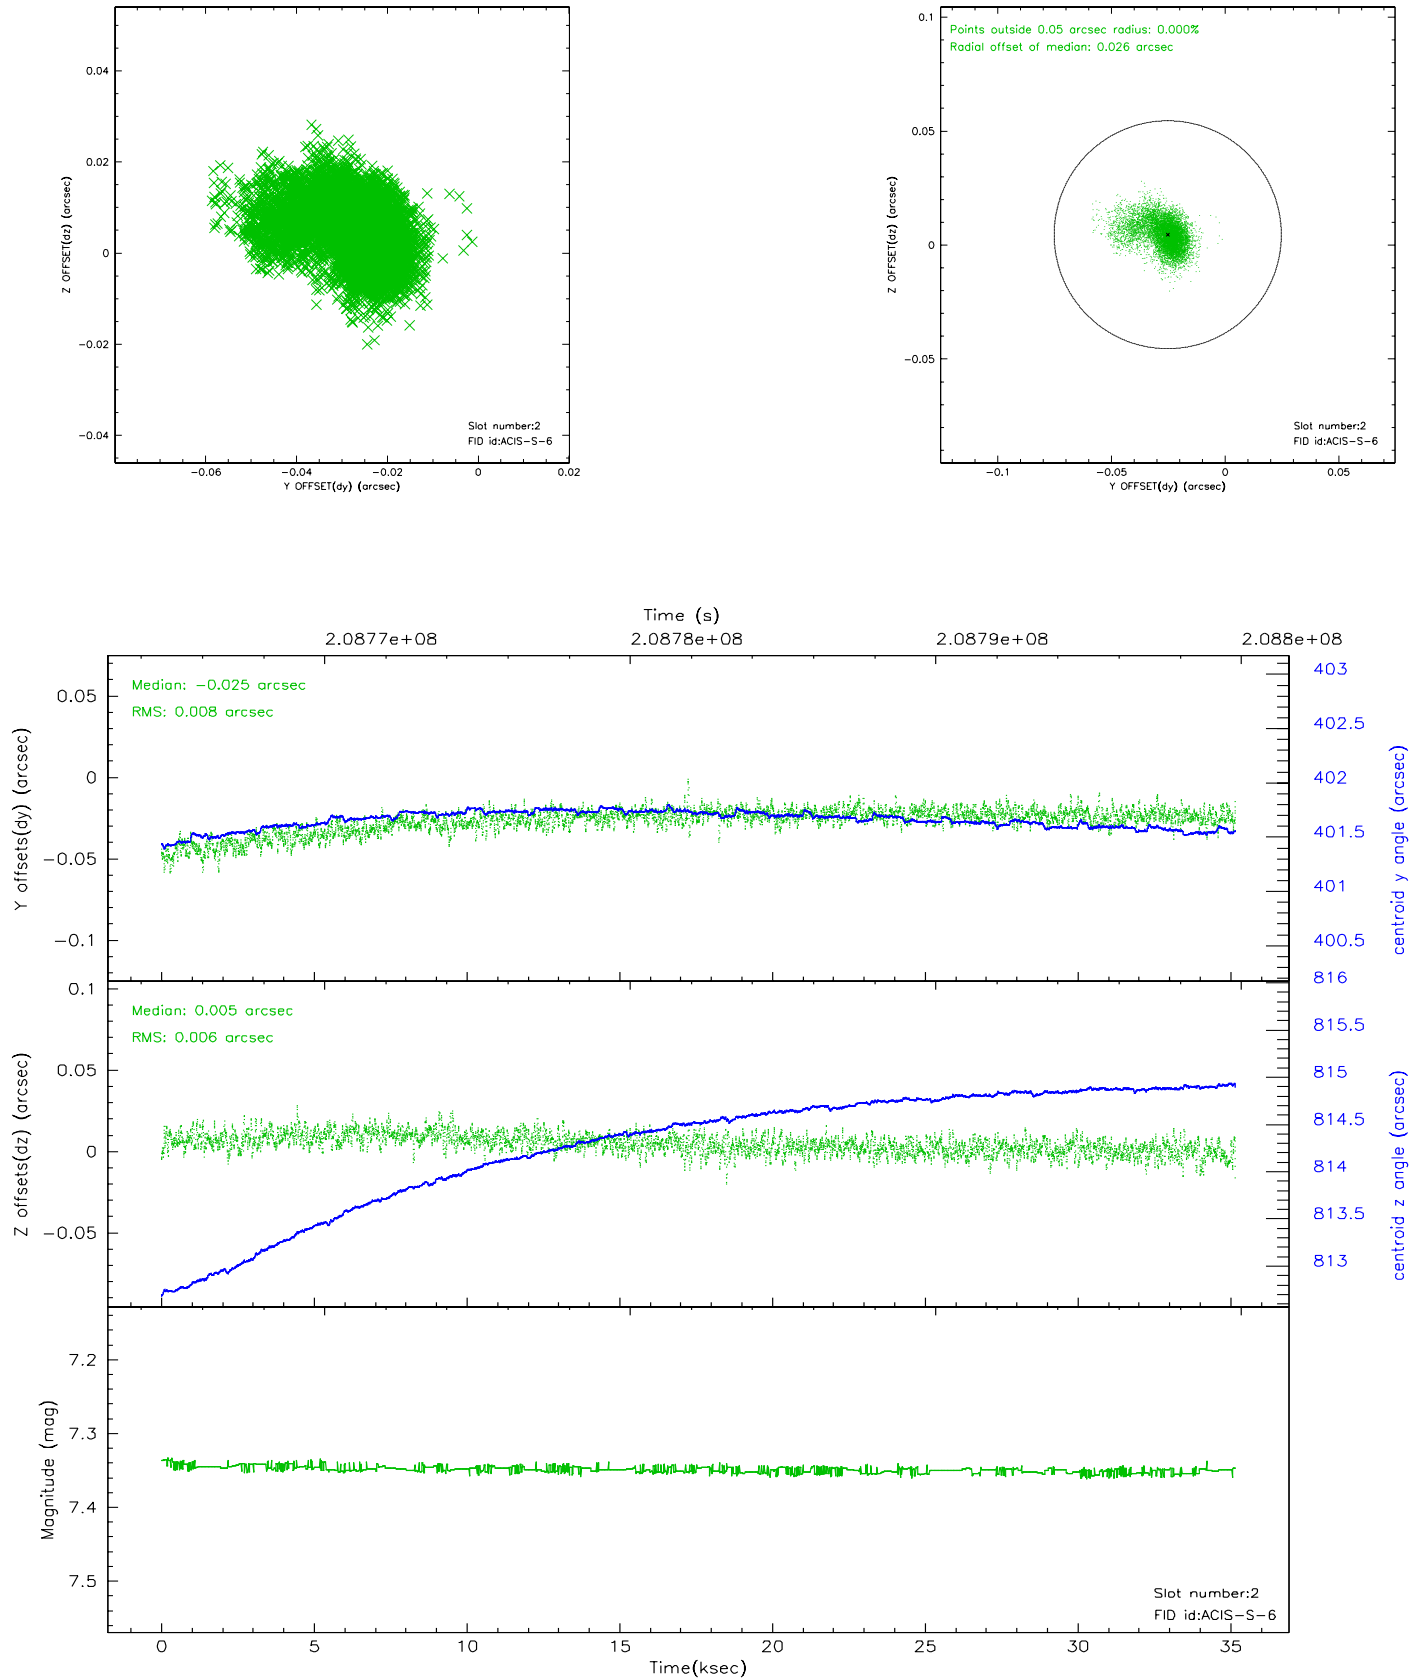 0.04
0.02
0
−0.02
−0.04
Z OFFSET(dz) (arcsec)
Slot number:2
FID id:ACIS−S−6
−0.06
−0.04
−0.02
0
0.02
Y OFFSET(dy) (arcsec)
0.1
0.05
0
−0.05
Z OFFSET(dz) (arcsec)
Points outside 0.05 arcsec radius: 0.000%
Radial offset of median: 0.026 arcsec
Slot number:2
FID id:ACIS−S−6
−0.1
−0.05
0
0.05
Y OFFSET(dy) (arcsec)
Time (s)
2.0877e+08
2.0878e+08
2.0879e+08
2.088e+08
Median: −0.025 arcsec
RMS: 0.008 arcsec
0.05
0
−0.05
−0.1
Y offsets(dy) (arcsec)
403
402.5
402
401.5
401
400.5
centroid y angle (arcsec)
Median: 0.005 arcsec
RMS: 0.006 arcsec
0.1
0.05
0
−0.05
Z offsets(dz) (arcsec)
816
815.5
815
814.5
814
813.5
813
centroid z angle (arcsec)
7.2
7.3
7.4
7.5
Magnitude (mag)
Slot number:2
FID id:ACIS−S−6
0
5
10
15
20
25
30
35
Time(ksec)